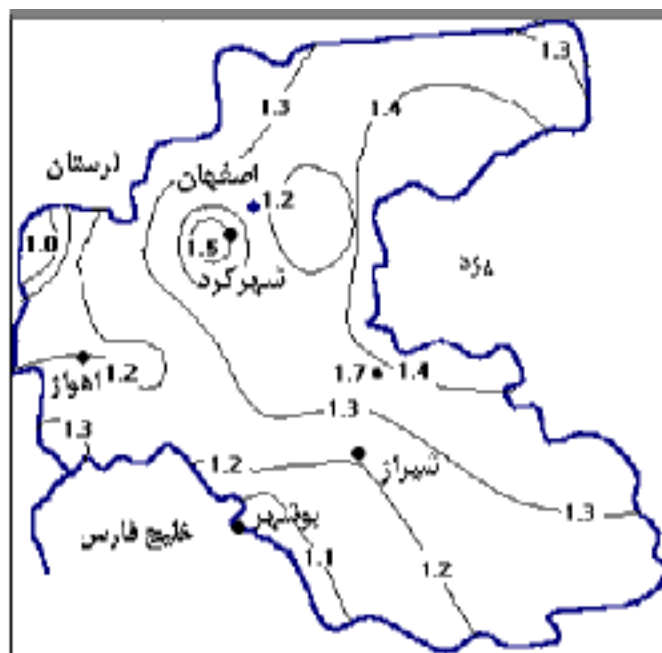 1.3
1.3
1.4
لرستان
اصفهان
1.2
1.0
1.5
شهرکرد
یزد
اهواز
1.2
1.7
1.4
1.3
1.3
1.2
شیراز
1.3
خلیج فارس
بوشهر
1.1
1.2